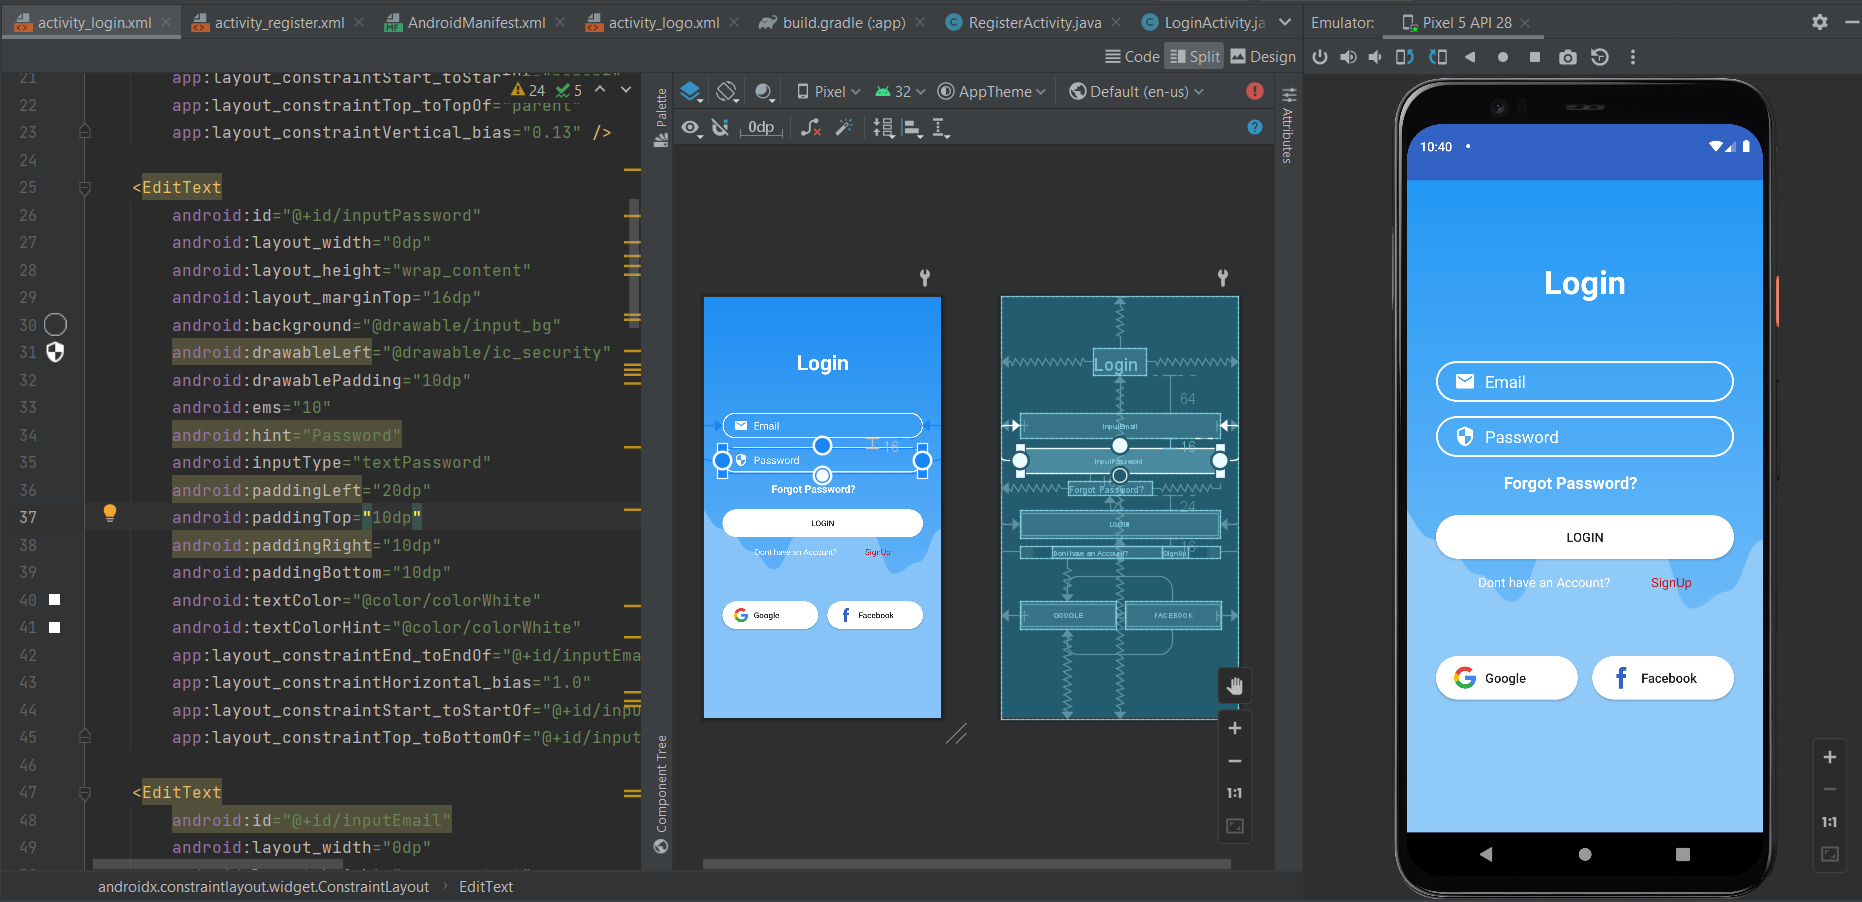 activity_login.xml
activity_register.xml
AndroidManifest.xml
activity_logo.xml
build.gradle (:app)
RegisterActivity.java
LoginActivity.ja
Emulator:
Pixel 5 API 28
Code
Split
Design
21 app:layout_constraintStart_toStartOf="parent"
24
5
22 app:layout_constraintTop_toTopOf="parent"
23 app:layout_constraintVertical_bias="0.13" />
24
25 <EditText
26 android:id="@+id/inputPassword"
27 android:layout_width="0dp"
28 android:layout_height="wrap_content"
29 android:layout_marginTop="16dp"
30 android:background="@drawable/input_bg"
31 android:drawableLeft="@drawable/ic_security"
32 android:drawablePadding="10dp"
33 android:ems="10"
34 android:hint="Password"
35 android:inputType="textPassword"
36 android:paddingLeft="20dp"
37 android:paddingTop="10dp"
38 android:paddingRight="10dp"
39 android:paddingBottom="10dp"
40 android:textColor="@color/colorWhite"
41 android:textColorHint="@color/colorWhite"
42 app:layout_constraintEnd_toEndOf="@+id/inputEma
43 app:layout_constraintHorizontal_bias="1.0"
44 app:layout_constraintStart_toStartOf="@+id/inpu
45 app:layout_constraintTop_toBottomOf="@+id/input
46
47 <EditText
48 android:id="@+id/inputEmail"
49 android:layout_width="0dp"
androidx.constraintlayout.widget.ConstraintLayout
EditText
Palette
Component Tree
Pixel
32
AppTheme
Default (en-us)
0dp
Attributes
Login
Email
16
Password
Forgot Password?
LOGIN
Dont have an Account?
SignUp
Google
Facebook
Login
64
InputEmail
16
InputPassword
Forgot Password?
24
LOGIN
16
Dont have an Account?
SignUp
GOOGLE
FACEBOOK
1:1
10:40
Login
Email
Password
Forgot Password?
LOGIN
Dont have an Account?
SignUp
Google
Facebook
1:1